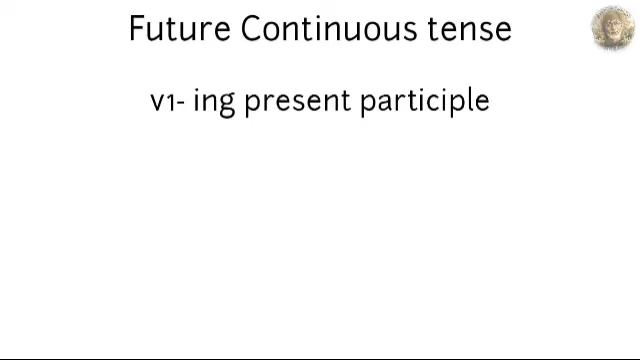 Future Continuous tense
v1- ing present participle